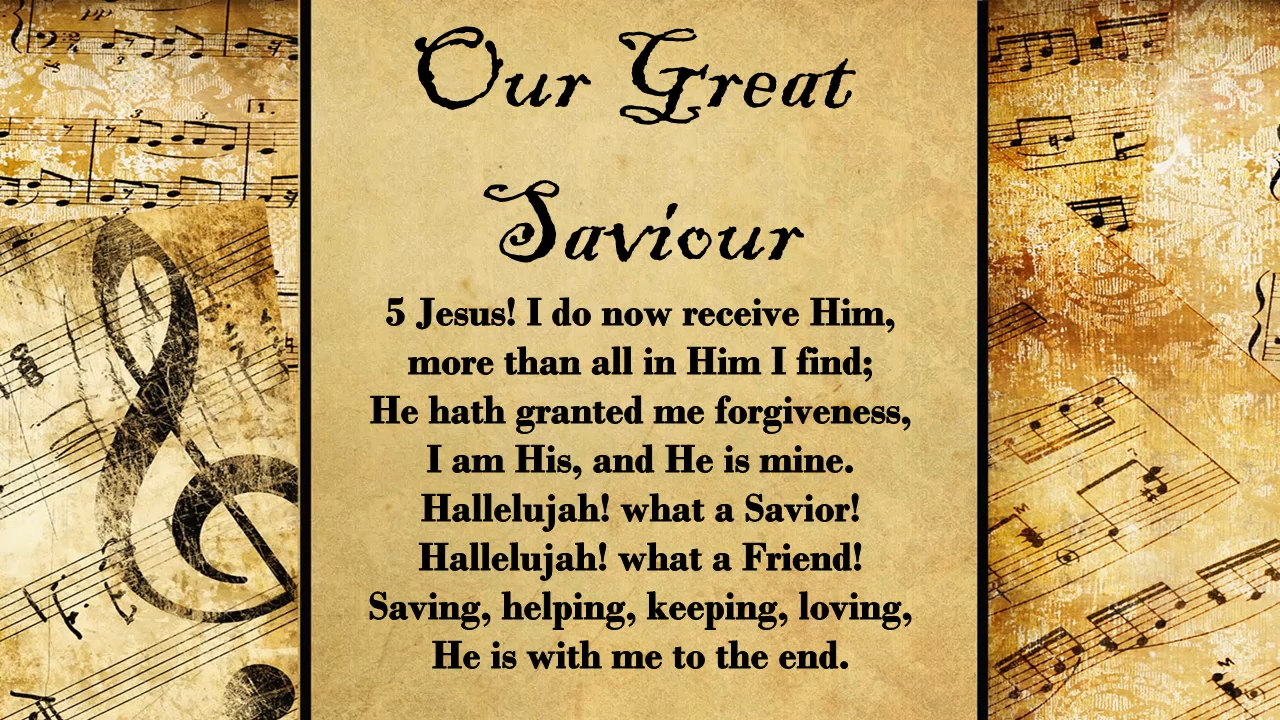 Our Great
Saviour
5 Jesus! I do now receive Him,
more than all in Him I find;
He hath granted me forgiveness,
I am His, and He is mine.
Hallelujah! what a Savior!
Hallelujah! what a Friend!
Saving, helping, keeping, loving,
He is with me to the end.